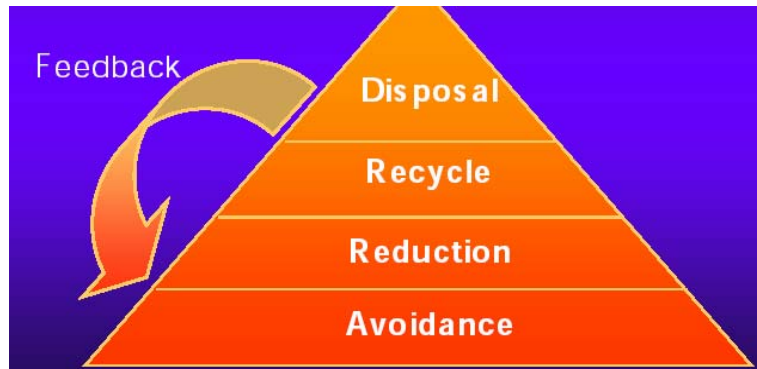 Feedback
Disposal
Recycle
Reduction
Avoidance